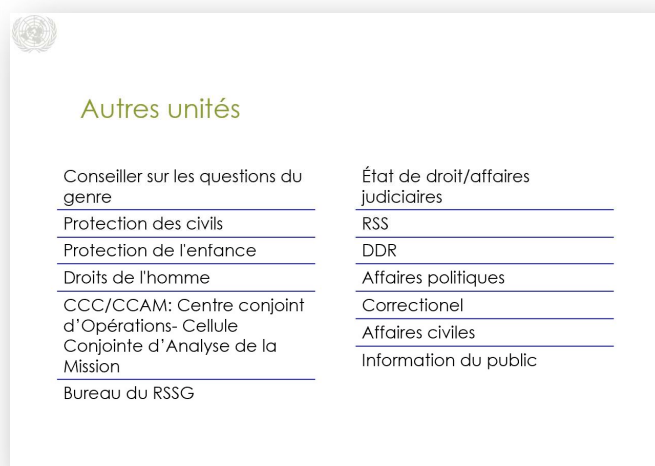 Autres unités
Conseiller sur les questions du
genre
Protection des civils
Protection de l'enfance
Droits de l'homme
CCC/CCAM: Centre conjoint
d’Opérations- Cellule
Conjointe d’Analyse de la
Mission
Bureau du RSSG
État de droit/affaires
judiciaires
RSS
DDR
Affaires politiques
Correctionel
Affaires civiles
Information du public